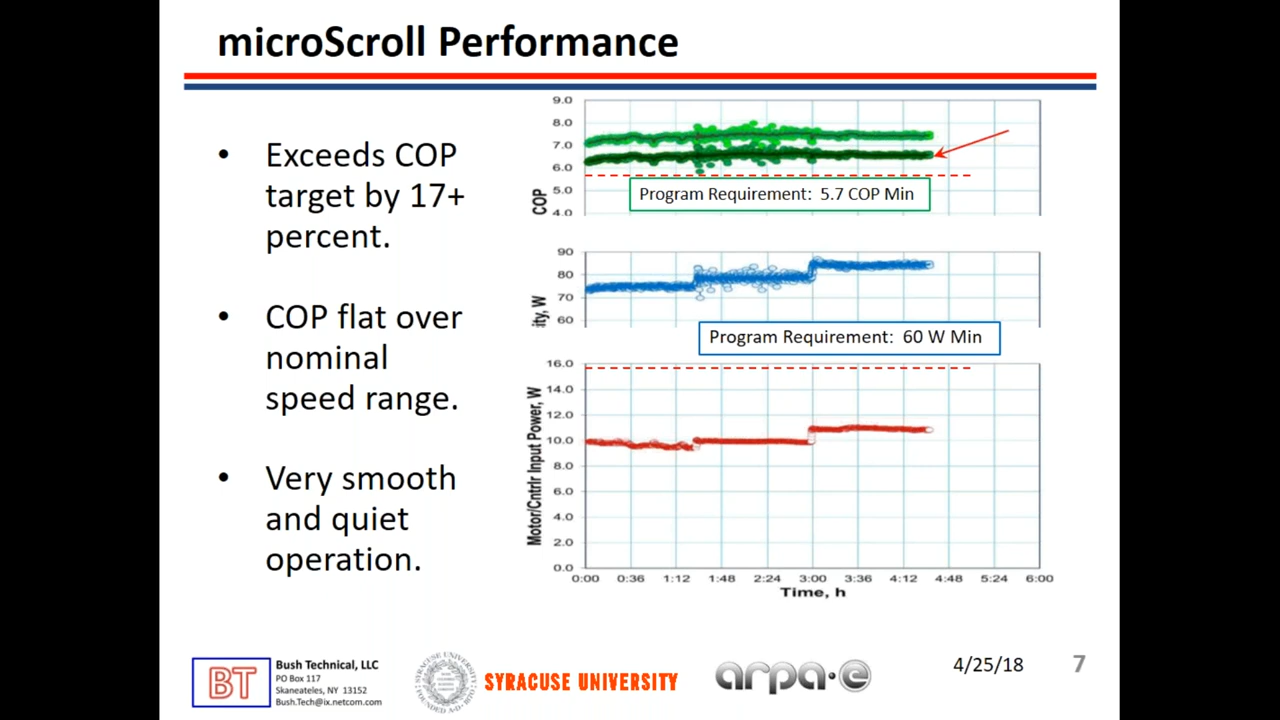 microScroll Performance
• Exceeds COP
target by 17+
percent.
• COP flat over
nominal
speed range.
• Very smooth
and quiet
operation.
9.0
8.0
7.0
6.0
5.0
4.0
COP
Program Requirement: 5.7 COP Min
90
80
70
60
ity, W
Program Requirement: 60 W Min
16.0
14.0
12.0
10.0
8.0
6.0
4.0
2.0
0.0
Motor/Cntrlr Input Power, W
0:00 0:36 1:12 1:48 2:24 3:00 3:36 4:12 4:48 5:24 6:00
Time, h
BT
Bush Technical, LLC
PO Box 117
Skaneateles, NY 13152
Bush.Tech@ix.netcom.com
SYRACUSE UNIVERSITY
arpa·e
4/25/18
7